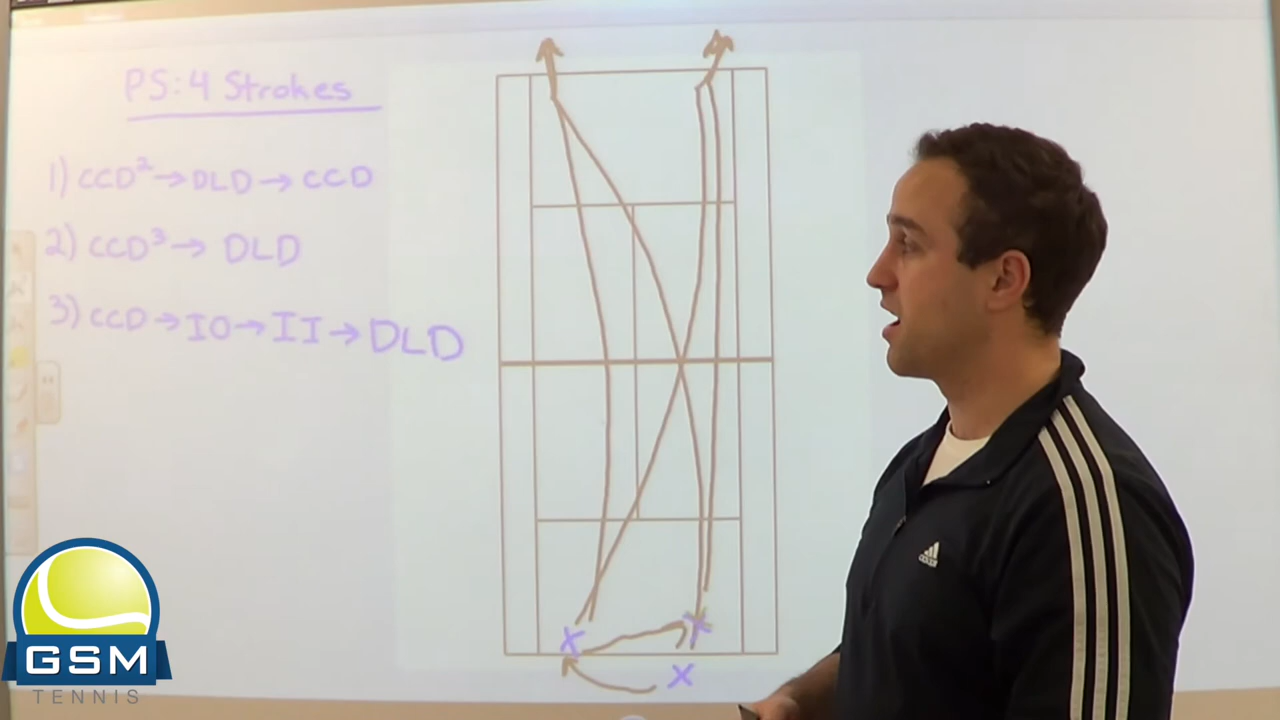 PS: 4 Strokes
1) CCD² → DLD → CCD
2) CCD³ → DLD
3) CCD → IO → II → DLD
X X
X
adidas
GSM
TENNIS